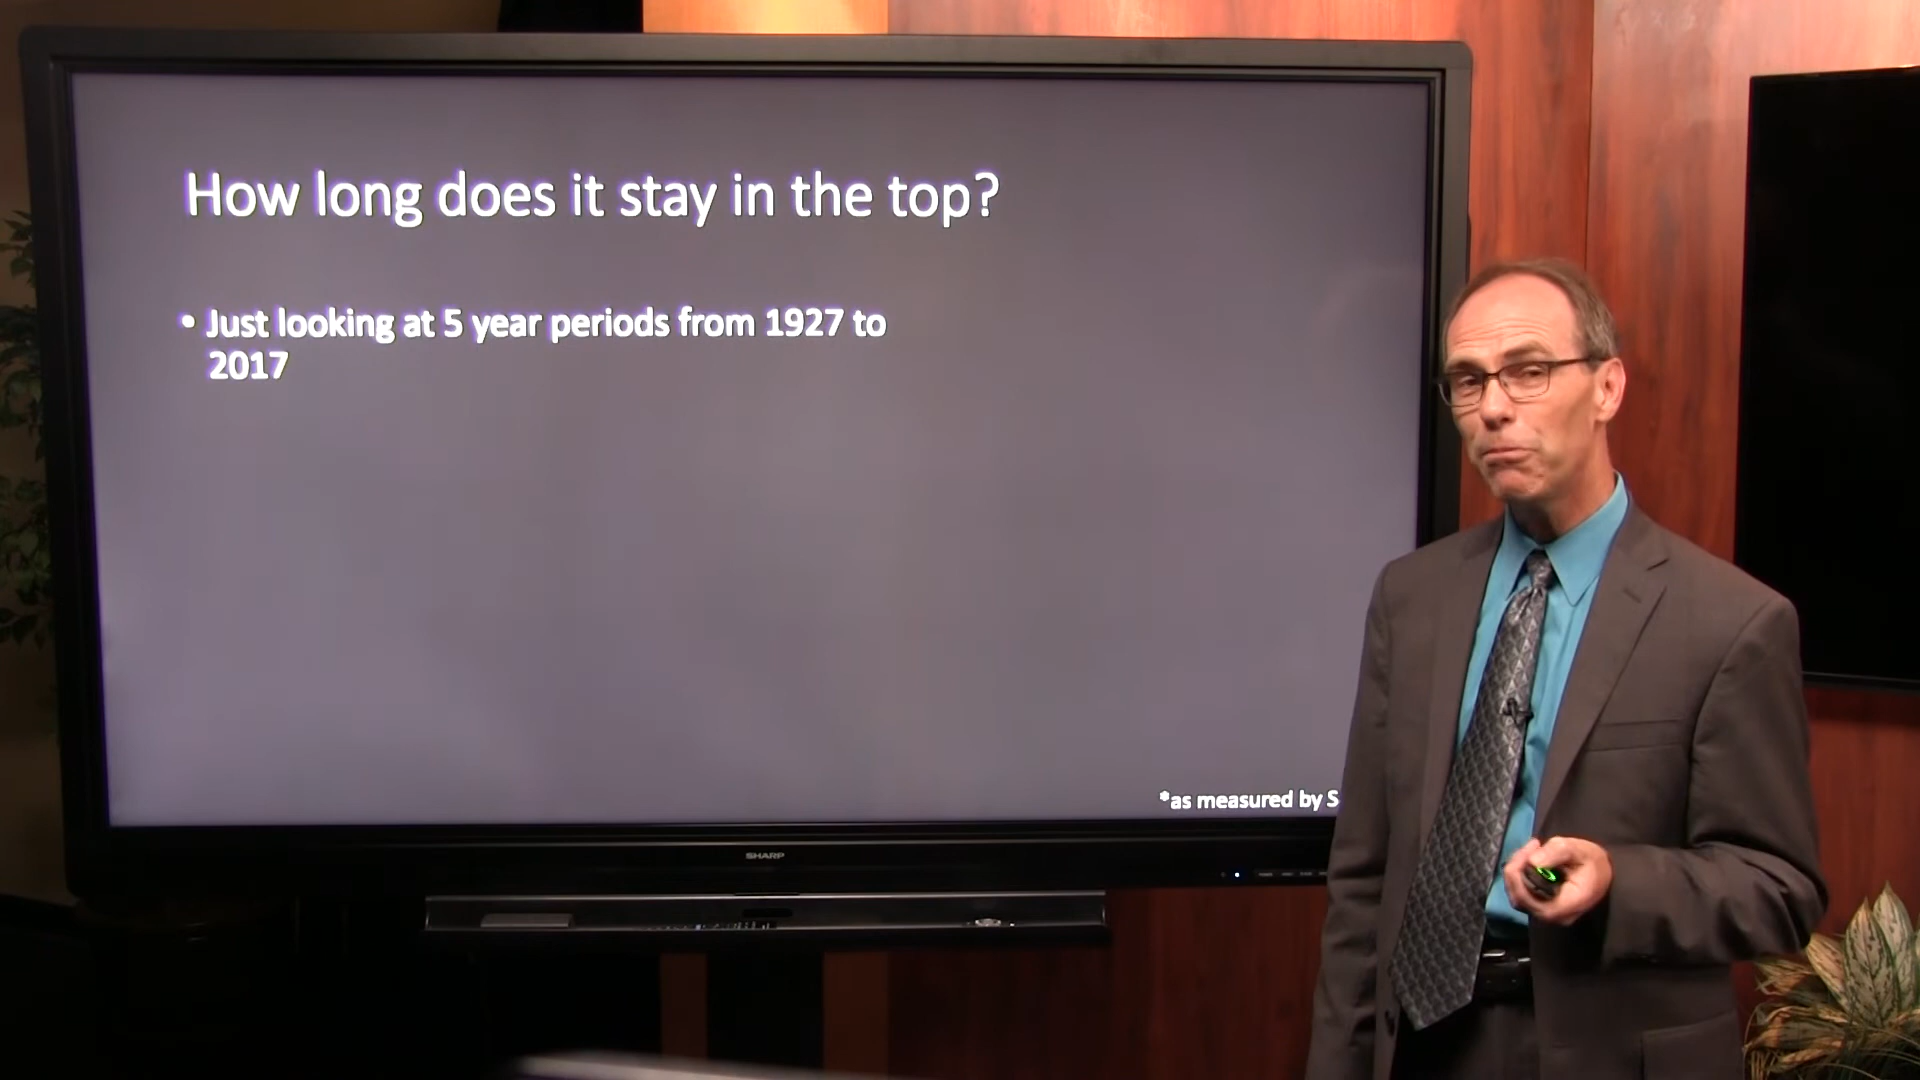 How long does it stay in the top?
• Just looking at 5 year periods from 1927 to
2017
*as measured by S
SHARP